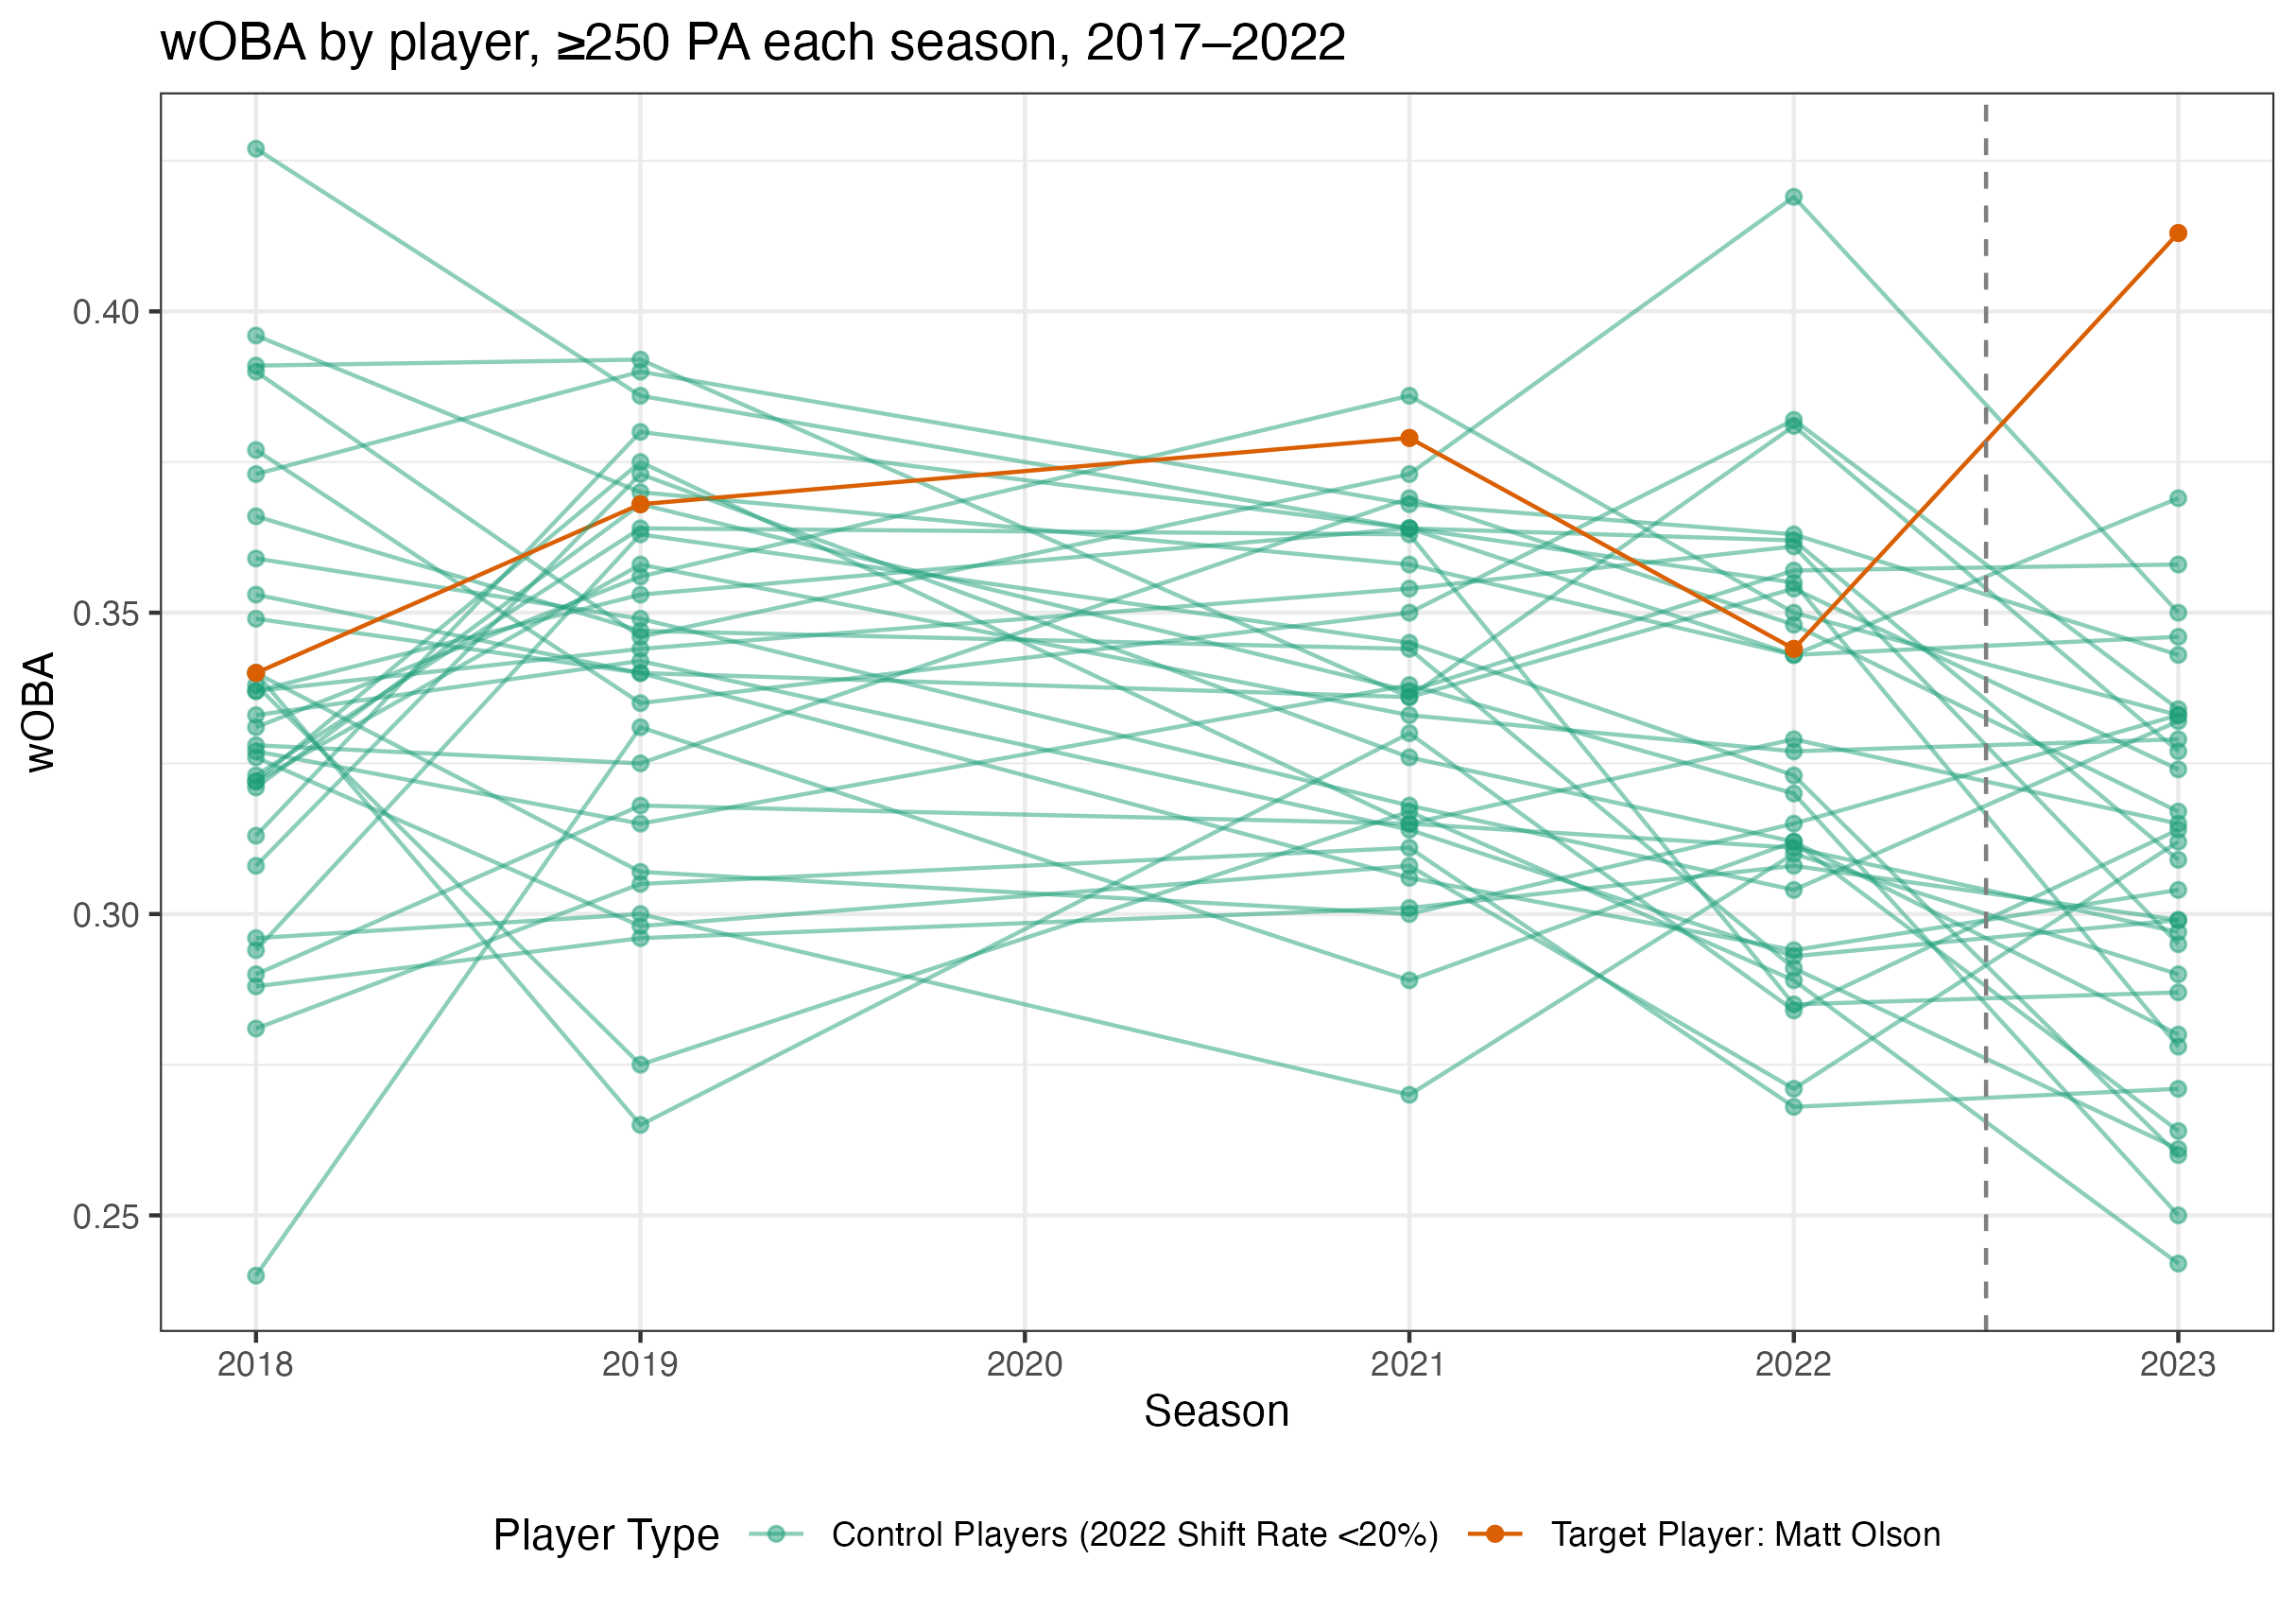 wOBA by player, ≥250 PA each season, 2017–2022
wOBA
0.40
0.35
0.30
0.25
2018 2019 2020 2021 2022 2023
Season
Player Type Control Players (2022 Shift Rate <20%) Target Player: Matt Olson